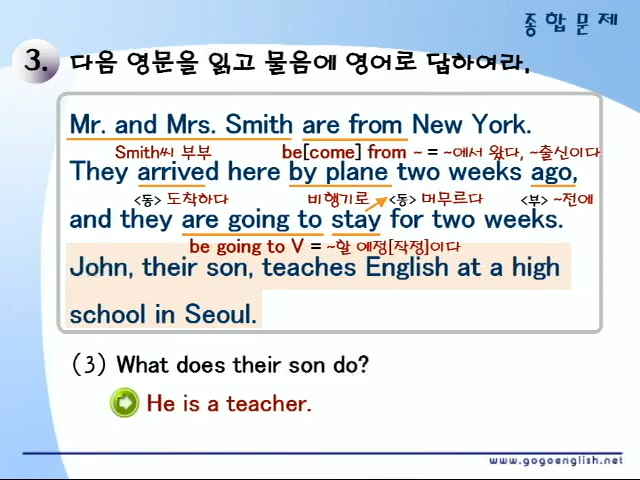 종합문제
3. 다음 영문을 읽고 물음에 영어로 답하여라.
Mr. and Mrs. Smith are from New York.
Smith씨 부부 be[come] from ~ = ~에서 왔다, ~출신이다
They arrived here by plane two weeks ago,
<동> 도착하다 비행기로 <동> 머무르다 <부> ~전에
and they are going to stay for two weeks.
be going to V = ~할 예정[작정]이다
John, their son, teaches English at a high
school in Seoul.
(3) What does their son do?
He is a teacher.
www.gogoenglish.net